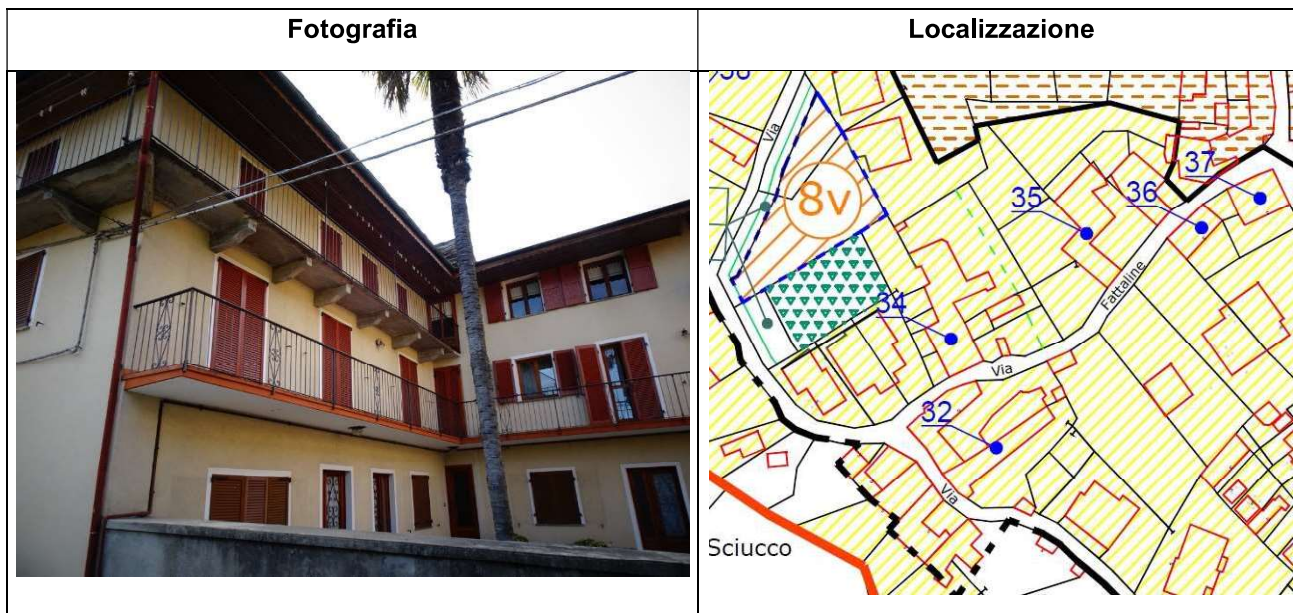 Fotografia
Localizzazione
Via
8v
37
35
36
34
Fattaline
Via
32
Via
Sciucco